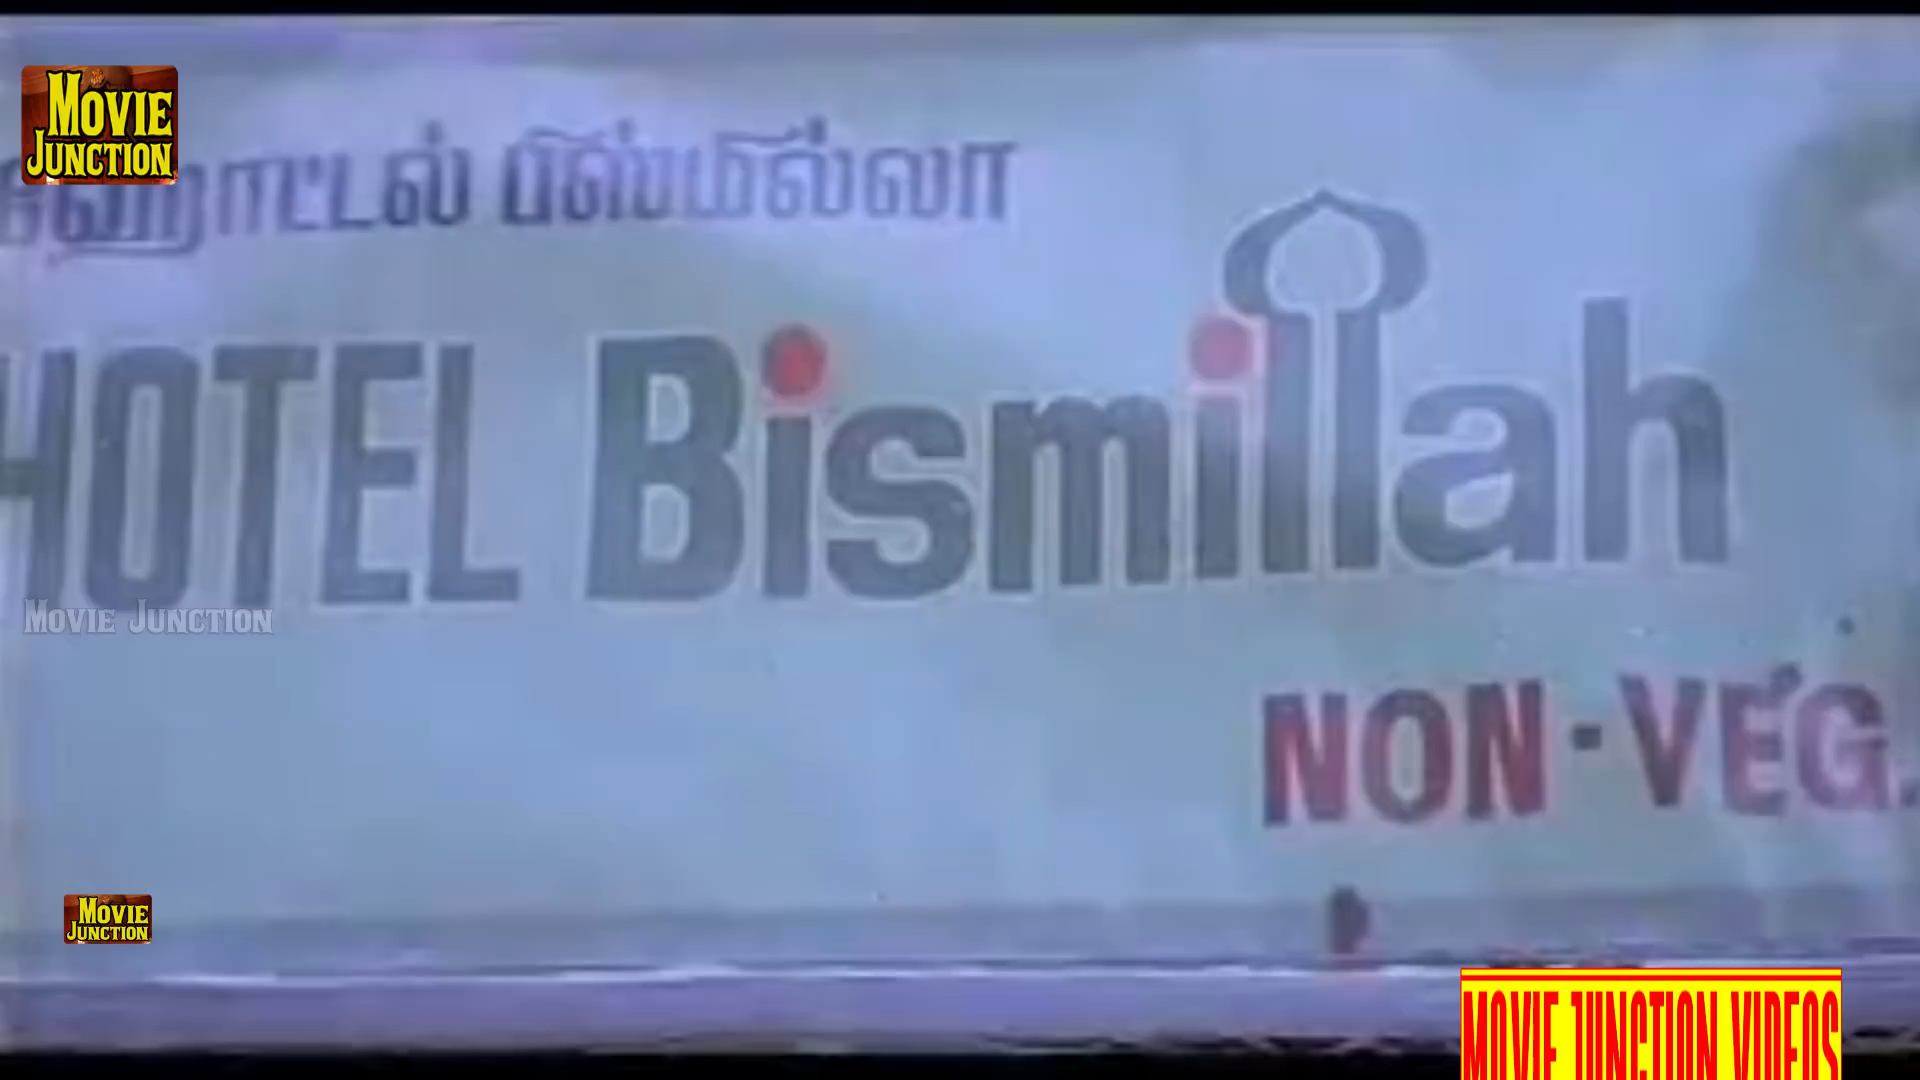 MOVIE
JUNCTION
ஹோட்டல் பிஸ்மில்லா
HOTEL Bismillah
MOVIE JUNCTION
NON-VEG.
MOVIE
JUNCTION
MOVIE JUNCTION VIDEOS